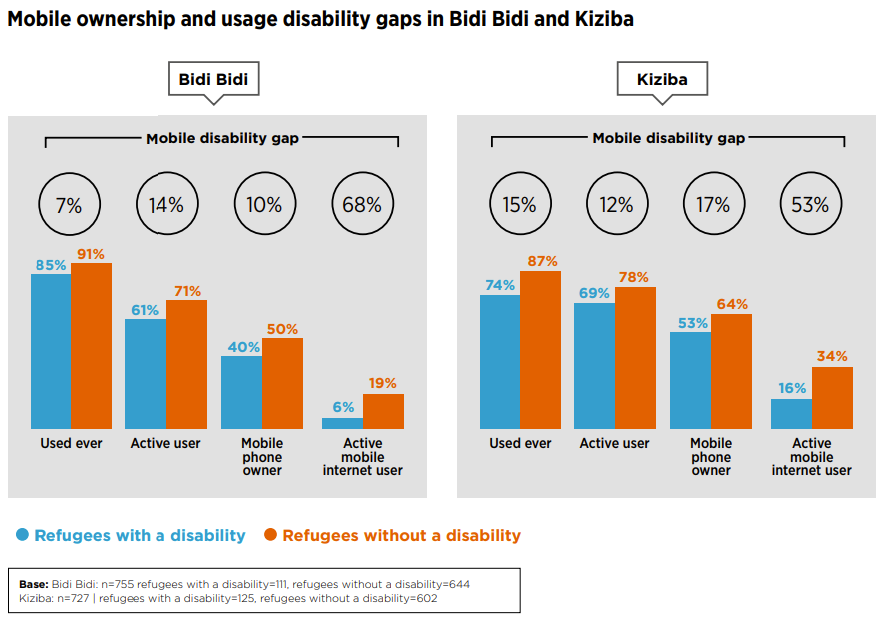 Mobile ownership and usage disability gaps in Bidi Bidi and Kiziba
Bidi Bidi
Mobile disability gap
7% 14% 10% 68%
85% 91% 61% 71% 40% 50% 6% 19%
Used ever
Active user
Mobile
phone
owner
Active
mobile
internet user
Kiziba
Mobile disability gap
15% 12% 17% 53%
74% 87% 69% 78% 53% 64% 16% 34%
Used ever
Active user
Mobile
phone
owner
Active
mobile
internet user
Refugees with a disability Refugees without a disability
Base: Bidi Bidi: n=755 refugees with a disability=111, refugees without a disability=644
Kiziba: n=727 | refugees with a disability=125, refugees without a disability=602